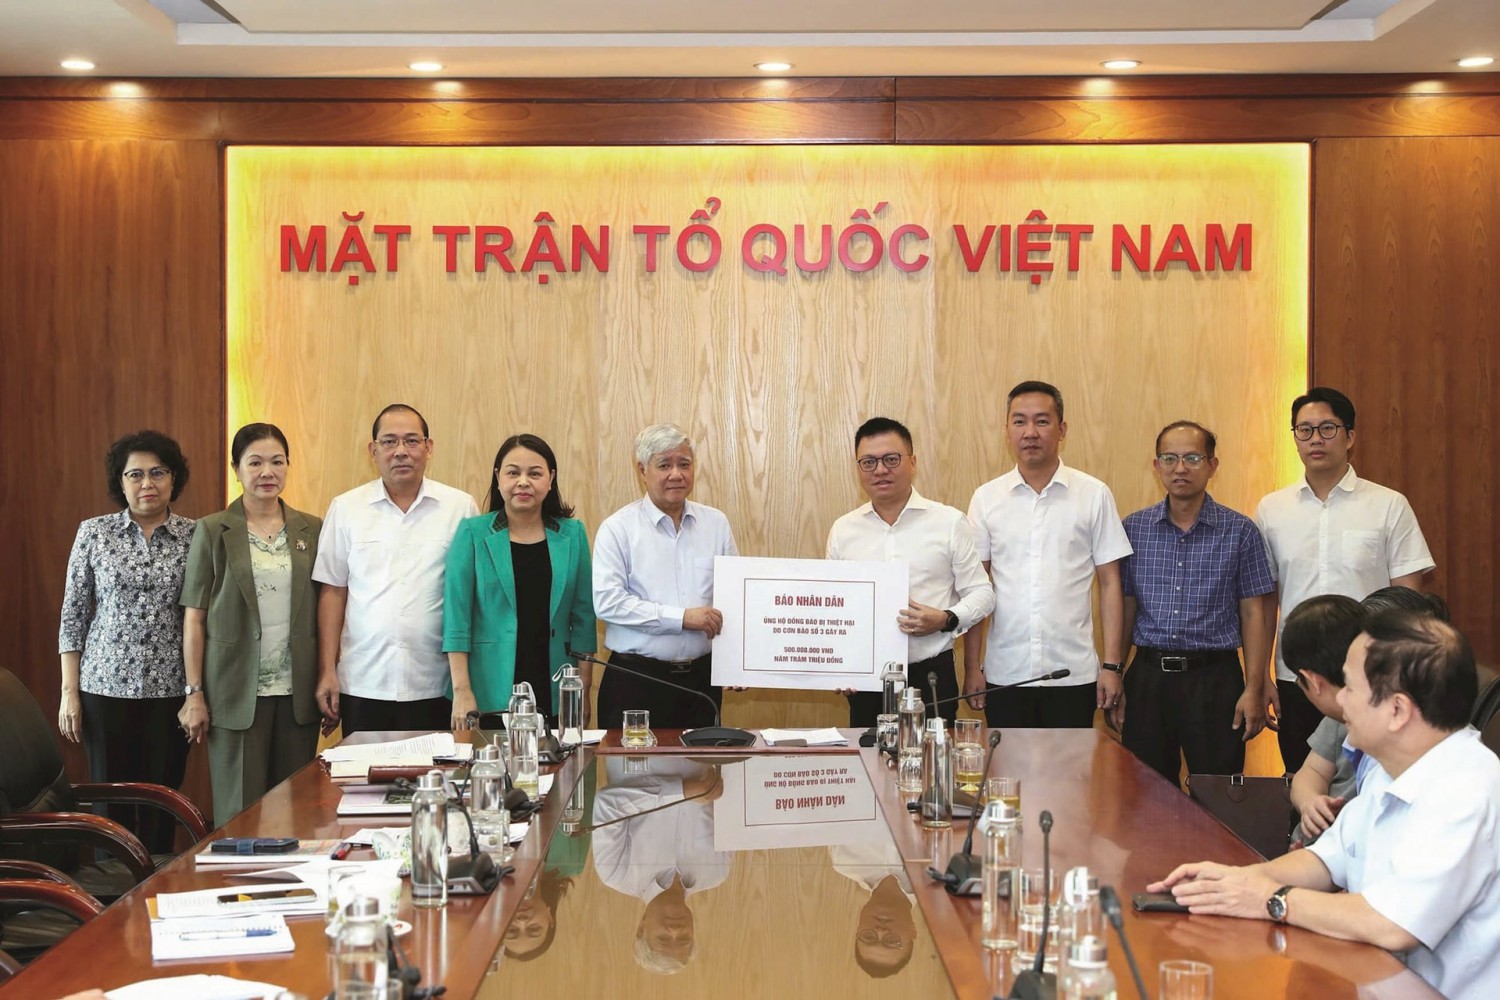 MẶT TRẬN TỔ QUỐC VIỆT NAM
BÁO NHÂN DÂN
ỦNG HỘ ĐỒNG BÀO BỊ THIỆT HẠI
DO CƠN BÃO SỐ 3 GÂY RA
500.000.000 VND
NĂM TRĂM TRIỆU ĐỒNG